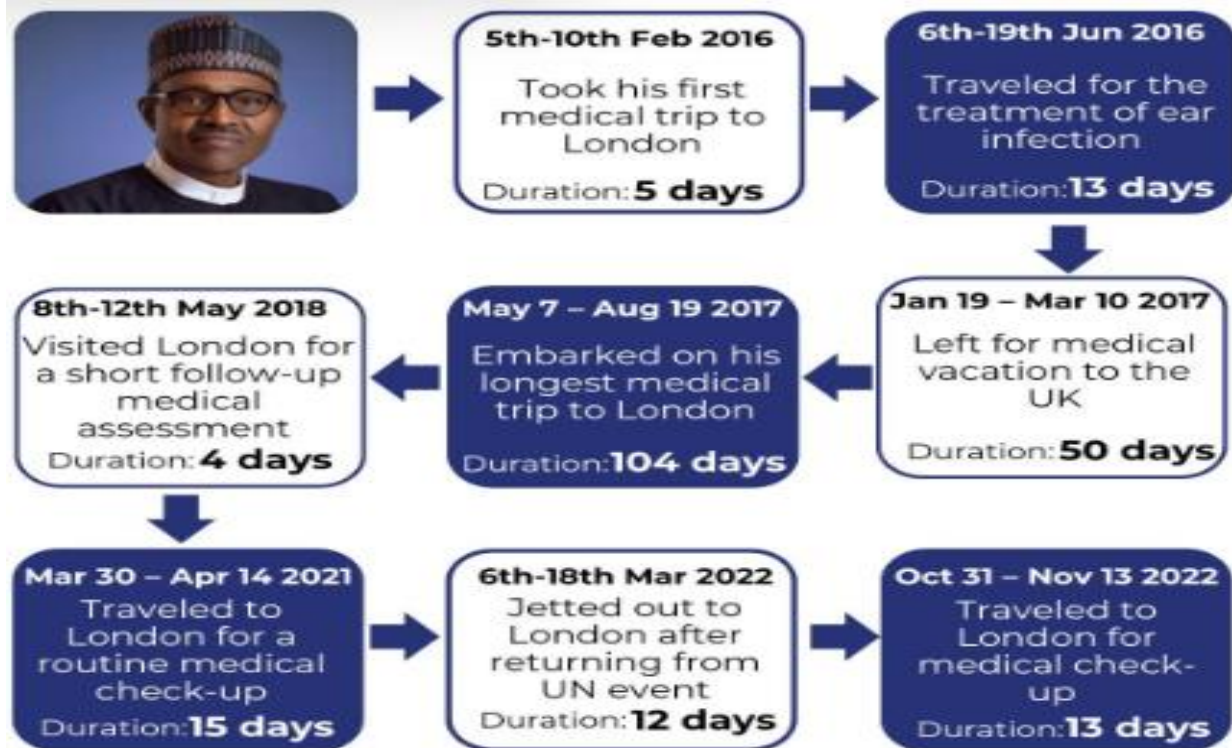 5th-10th Feb 2016
Took his first
medical trip to
London
Duration: 5 days
6th-19th Jun 2016
Traveled for the
treatment of ear
infection
Duration:13 days
Jan 19 – Mar 10 2017
Left for medical
vacation to the
UK
Duration: 50 days
May 7 – Aug 19 2017
Embarked on his
longest medical
trip to London
Duration:104 days
8th-12th May 2018
Visited London for
a short follow-up
medical
assessment
Duration: 4 days
Mar 30 – Apr 14 2021
Traveled to
London for a
routine medical
check-up
Duration: 15 days
6th-18th Mar 2022
Jetted out to
London after
returning from
UN event
Duration: 12 days
Oct 31 – Nov 13 2022
Traveled to
London for
medical check-
up
Duration: 13 days